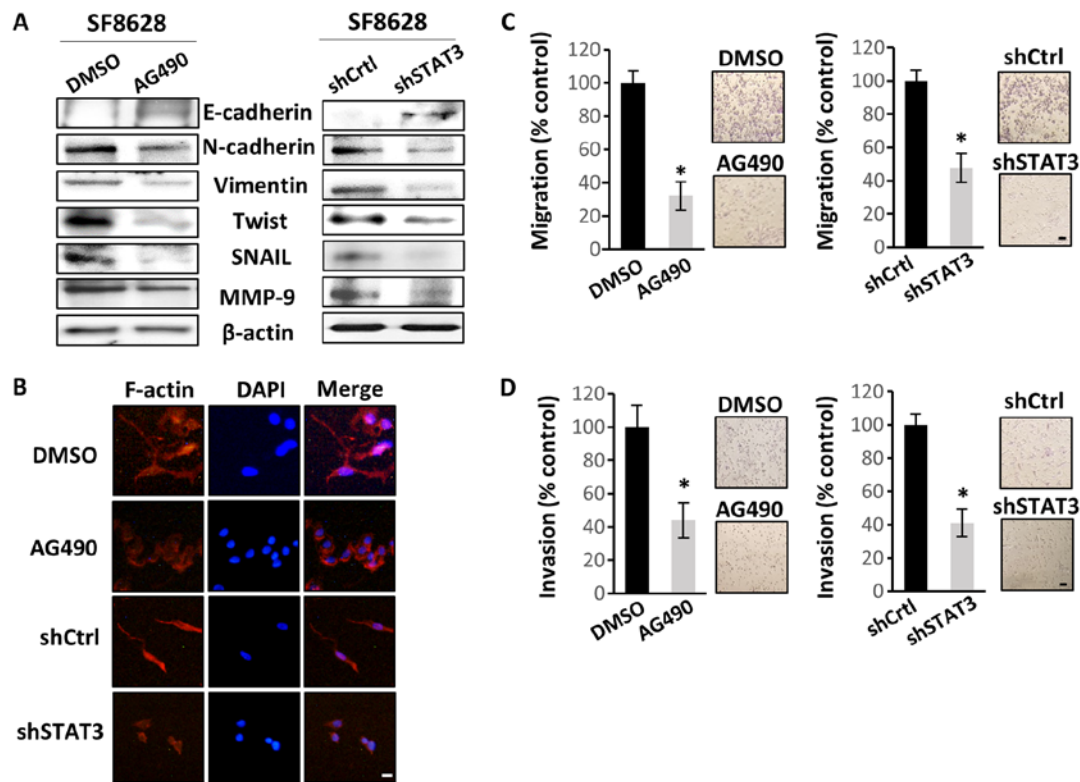 A
SF8628
DMSO AG490
SF8628
shCrtl shSTAT3
E-cadherin
N-cadherin
Vimentin
Twist
SNAIL
MMP-9
β-actin
B
F-actin DAPI Merge
DMSO
AG490
shCtrl
shSTAT3
C
Migration (% control)
120
100
80
60
40
20
0
*
DMSO AG490
DMSO
AG490
Migration (% control)
120
100
80
60
40
20
0
*
shCrtl shSTAT3
shCtrl
shSTAT3
D
Invasion (% control)
120
100
80
60
40
20
0
*
DMSO AG490
DMSO
AG490
Invasion (% control)
120
100
80
60
40
20
0
*
shCrtl shSTAT3
shCtrl
shSTAT3